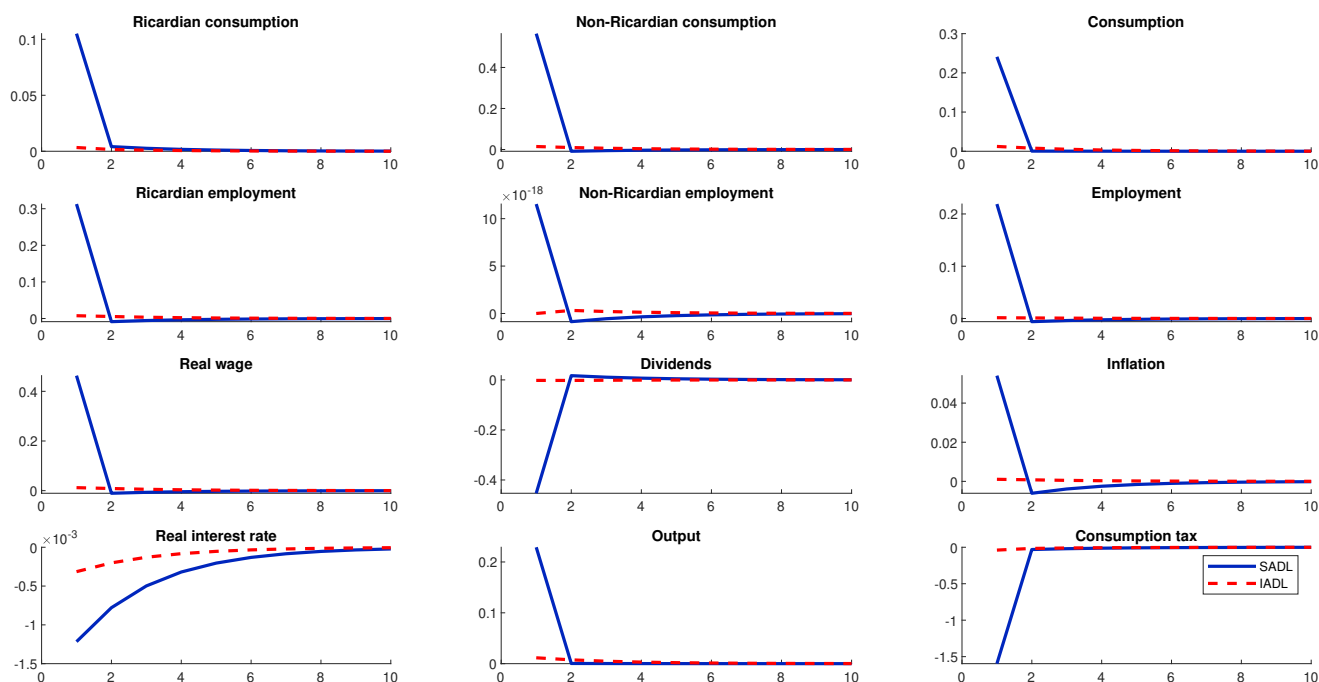 Ricardian consumption
0.1
0.05
0
0 2 4 6 8 10
Non-Ricardian consumption
0.4
0.2
0
0 2 4 6 8 10
Consumption
0.3
0.2
0.1
0
0 2 4 6 8 10
Ricardian employment
0.3
0.2
0.1
0
0 2 4 6 8 10
Non-Ricardian employment
×10-18
10
5
0
0 2 4 6 8 10
Employment
0.2
0.1
0
0 2 4 6 8 10
Real wage
0.4
0.2
0
0 2 4 6 8 10
Dividends
0
-0.2
-0.4
0 2 4 6 8 10
Inflation
0.04
0.02
0
0 2 4 6 8 10
Real interest rate
×10-3
0
-0.5
-1
-1.5
0 2 4 6 8 10
Output
0.2
0.1
0
0 2 4 6 8 10
Consumption tax
0
-0.5
-1
-1.5
0 2 4 6 8 10
SADL
IADL